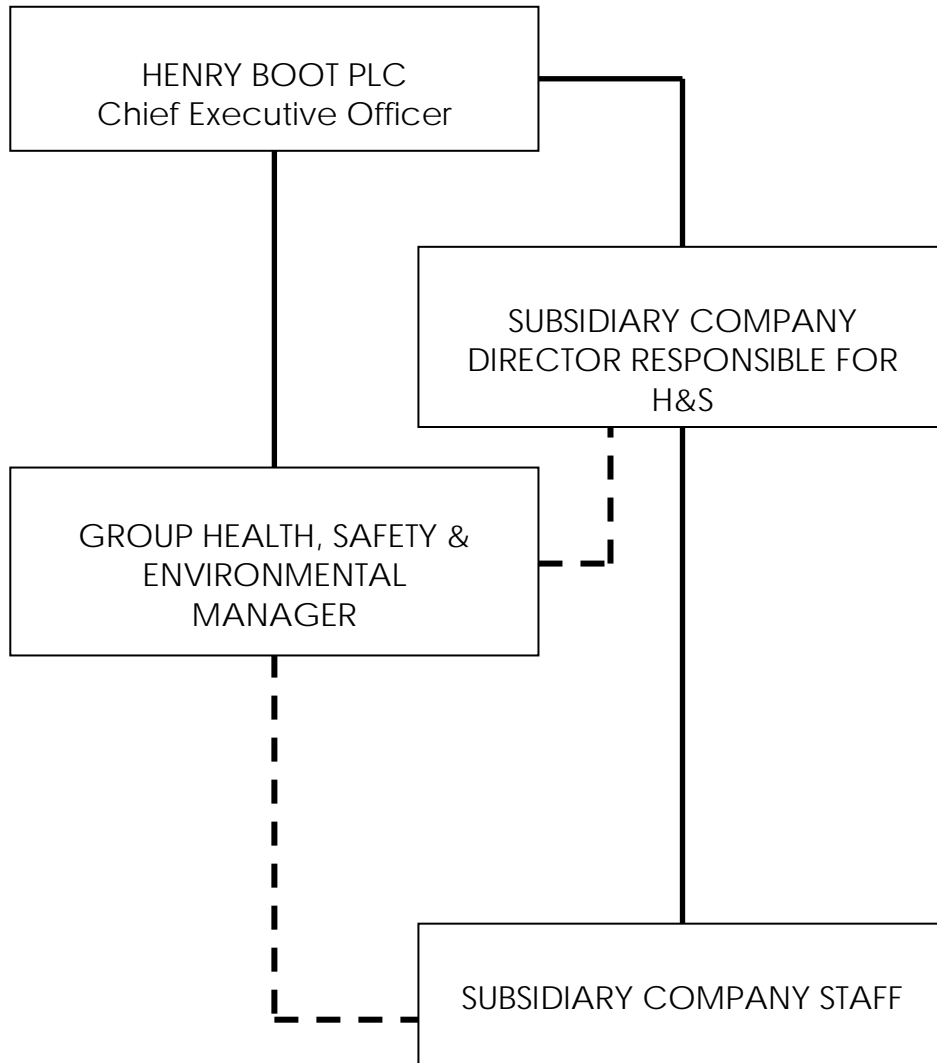 HENRY BOOT PLC
Chief Executive Officer
SUBSIDIARY COMPANY
DIRECTOR RESPONSIBLE FOR
H&S
GROUP HEALTH, SAFETY &
ENVIRONMENTAL
MANAGER
SUBSIDIARY COMPANY STAFF